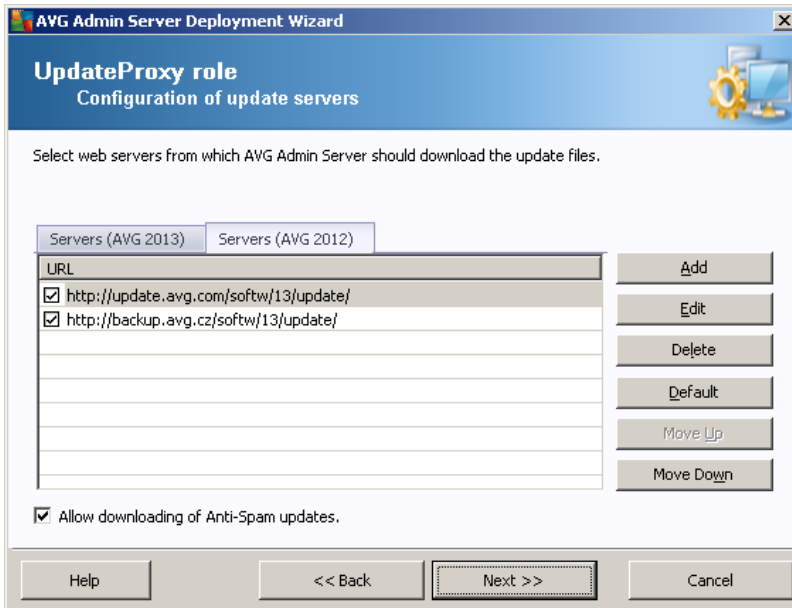 AVG Admin Server Deployment Wizard
UpdateProxy role
Configuration of update servers
Select web servers from which AVG Admin Server should download the update files.
Servers (AVG 2013)
Servers (AVG 2012)
URL
http://update.avg.com/softw/13/update/
http://backup.avg.cz/softw/13/update/
Add
Edit
Delete
Default
Move Up
Move Down
Allow downloading of Anti-Spam updates.
Help
<< Back
Next >>
Cancel